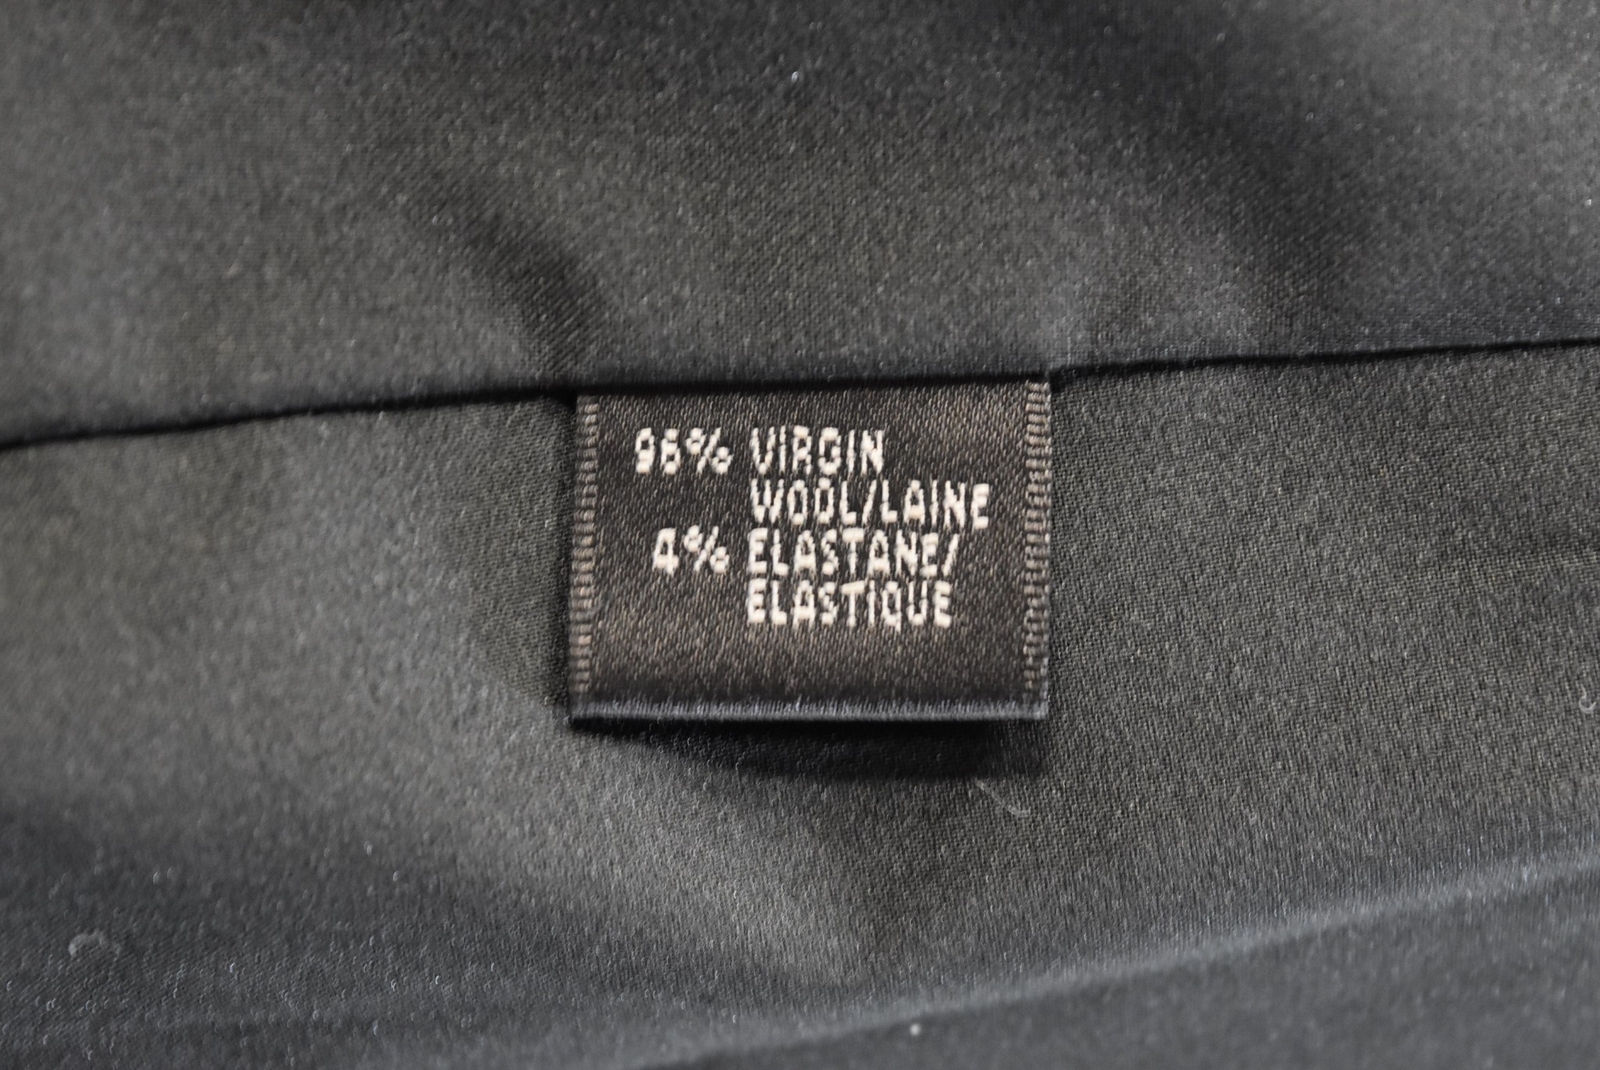 96% VIRGIN
WOOL/LAINE
4% ELASTANE/
ELASTIQUE